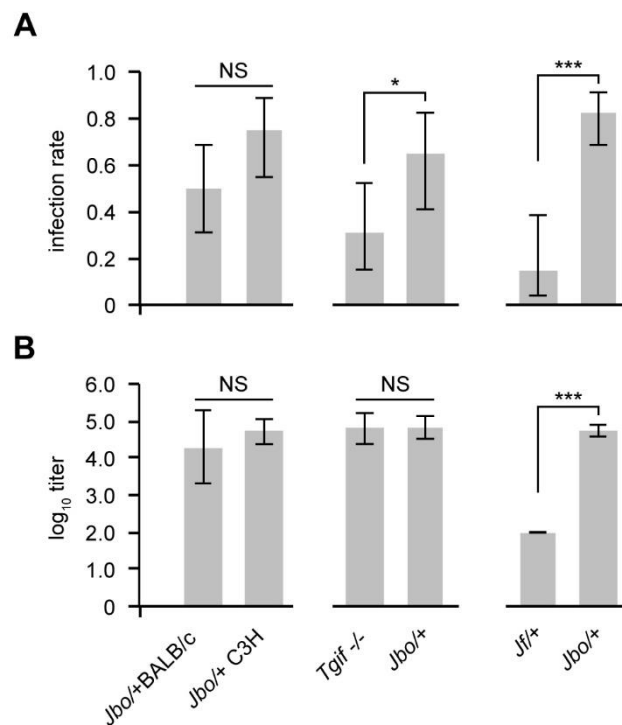 A
NS
*
***
1.0
0.8
0.6
0.4
0.2
0
infection rate
B
NS
NS
***
6.0
5.0
4.0
3.0
2.0
1.0
0
log10 titer
Jbo/+BALB/c
Jbo/+ C3H
Tgif -/-
Jbo/+
Jf/+
Jbo/+